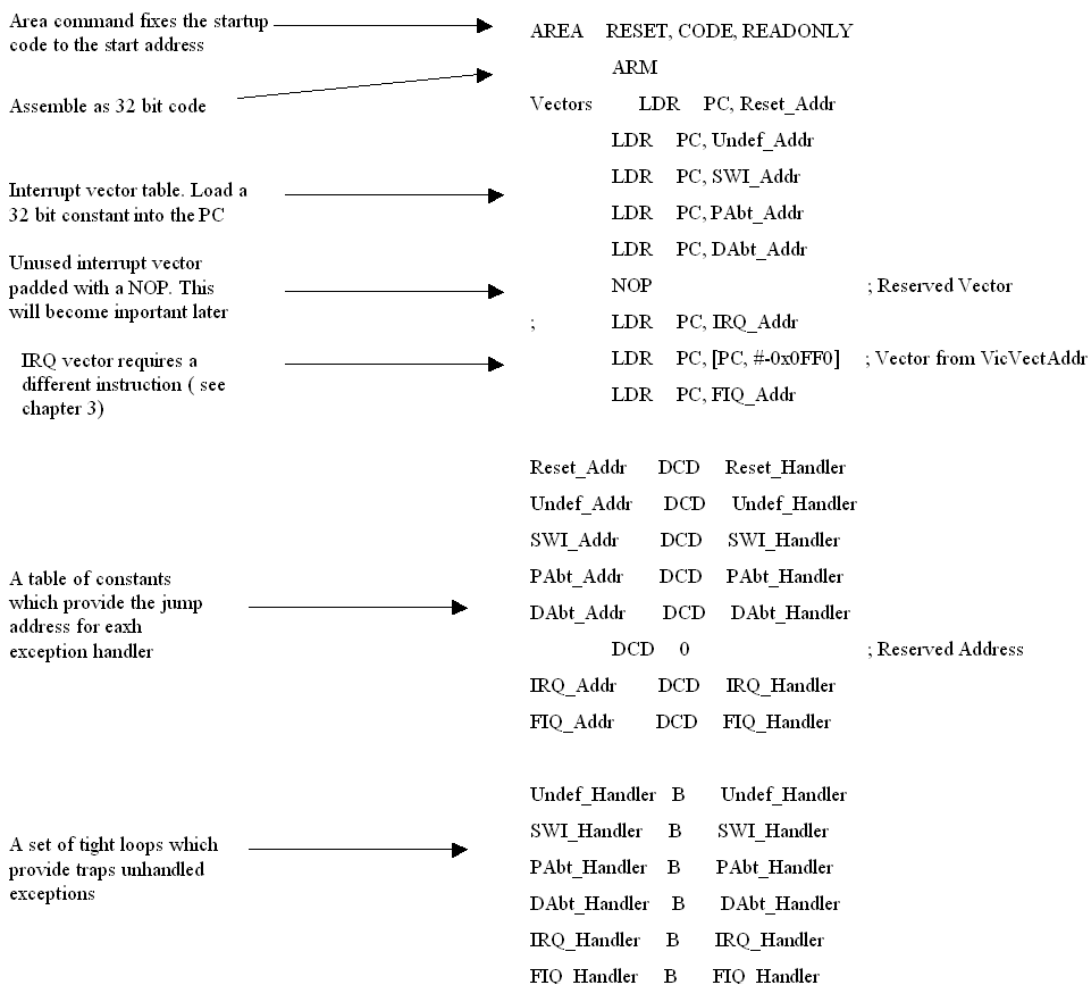 Area command fixes the startup
code to the start address
AREA RESET, CODE, READONLY
ARM
Assemble as 32 bit code
Vectors LDR PC, Reset_Addr
LDR PC, Undef_Addr
LDR PC, SWI_Addr
Interrupt vector table. Load a
32 bit constant into the PC
LDR PC, PAbt_Addr
LDR PC, DAbt_Addr
Unused interrupt vector
padded with a NOP. This
will become inportant later
NOP ; Reserved Vector
; LDR PC, IRQ_Addr
IRQ vector requires a
different instruction ( see
chapter 3)
LDR PC, [PC, #-0x0FF0] ; Vector from VicVectAddr
LDR PC, FIQ_Addr
Reset_Addr DCD Reset_Handler
Undef_Addr DCD Undef_Handler
SWI_Addr DCD SWI_Handler
PAbt_Addr DCD PAbt_Handler
DAbt_Addr DCD DAbt_Handler
A table of constants
which provide the jump
address for eaxh
exception handler
DCD 0 ; Reserved Address
IRQ_Addr DCD IRQ_Handler
FIQ_Addr DCD FIQ_Handler
Undef_Handler B Undef_Handler
SWI_Handler B SWI_Handler
PAbt_Handler B PAbt_Handler
A set of tight loops which
provide traps unhandled
exceptions
DAbt_Handler B DAbt_Handler
IRQ_Handler B IRQ_Handler
FIQ_Handler B FIQ_Handler